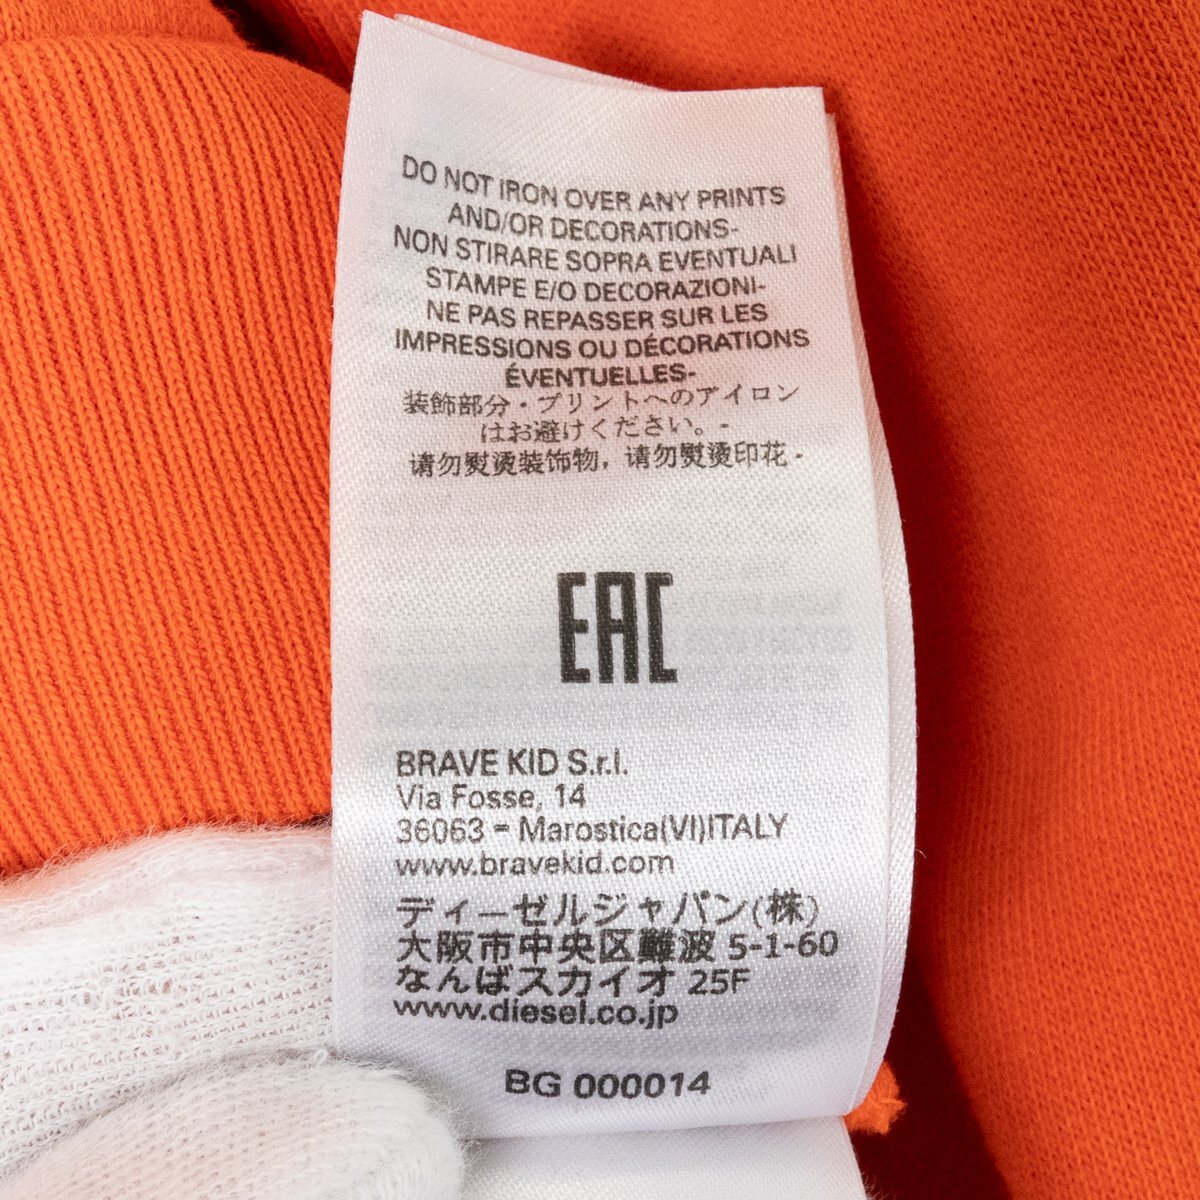 DO NOT IRON OVER ANY PRINTS
AND/OR DECORATIONS-
NON STIRARE SOPRA EVENTUALI
STAMPE E/O DECORAZIONI-
NE PAS REPASSER SUR LES
IMPRESSIONS OU DÉCORATIONS
ÉVENTUELLES-
装飾部分・プリントへのアイロン
はお避けください。-
请勿熨烫装饰物，请勿熨烫印花 -
EAC
BRAVE KID S.r.l.
Via Fosse, 14
36063 - Marostica(VI)ITALY
www.bravekid.com
ディーゼルジャパン(株)
大阪市中央区難波 5-1-60
なんばスカイオ 25F
www.diesel.co.jp
BG 000014